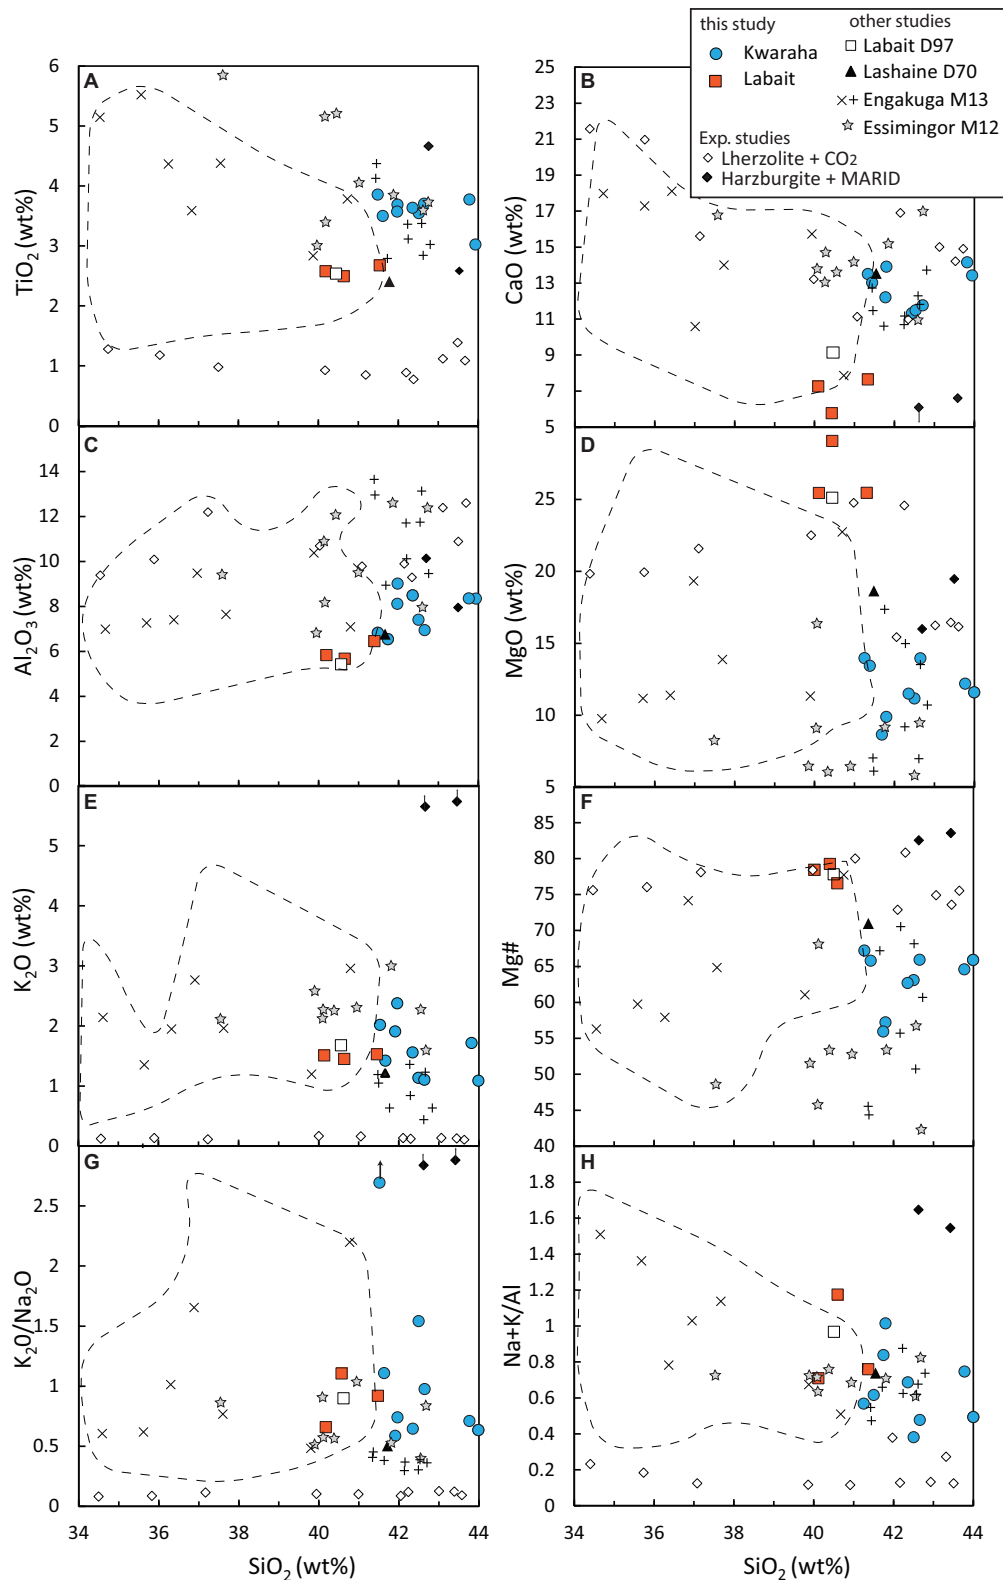 this study
Kwaraha
Labait
other studies
Labait D97
Lashaine D70
Engakuga M13
Essimingor M12
Exp. studies
Lherzolite + CO2
Harzburgite + MARID
A
6
5
4
3
2
1
0
TiO2 (wt%)
B
25
23
21
19
17
15
13
11
9
7
5
CaO (wt%)
C
14
12
10
8
6
4
2
0
Al2O3 (wt%)
D
25
20
15
10
5
MgO (wt%)
E
5
4
3
2
1
0
K2O (wt%)
F
85
80
75
70
65
60
55
50
45
40
Mg#
G
2.5
2
1.5
1
0.5
0
K20/Na2O
34 36 38 40 42 44
SiO2 (wt%)
H
1.8
1.6
1.4
1.2
1
0.8
0.6
0.4
0.2
0
Na+K/Al
34 36 38 40 42 44
SiO2 (wt%)